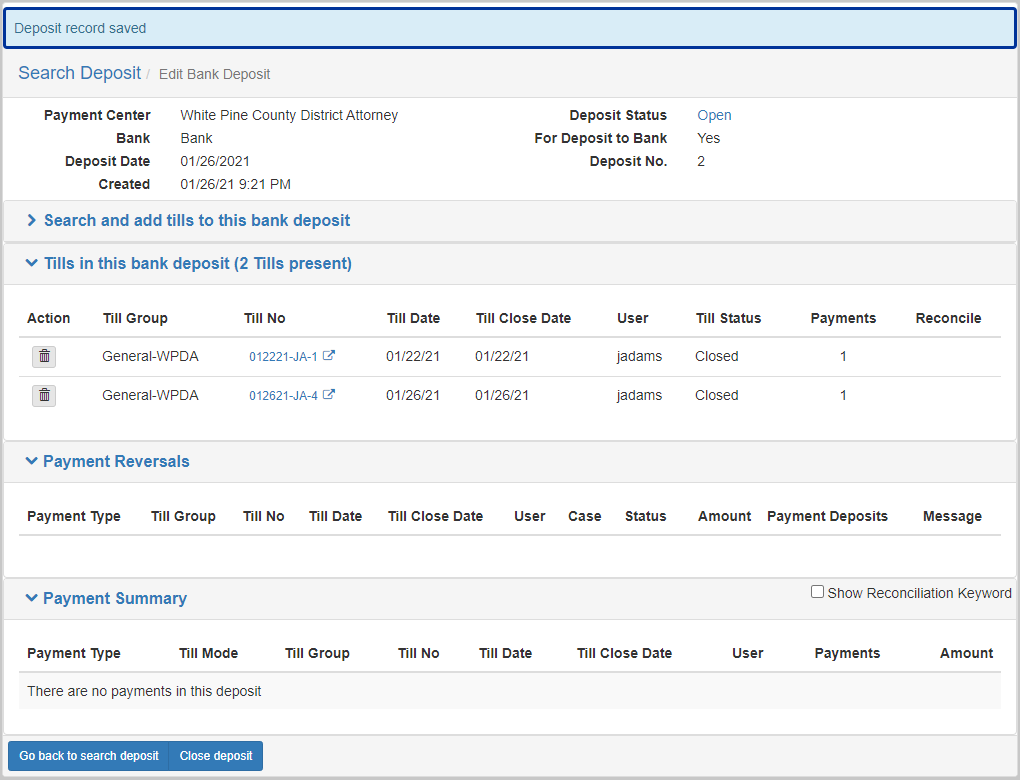 Deposit record saved
Search Deposit / Edit Bank Deposit
Payment Center White Pine County District Attorney Deposit Status Open
Bank Bank For Deposit to Bank Yes
Deposit Date 01/26/2021 Deposit No. 2
Created 01/26/21 9:21 PM
Search and add tills to this bank deposit
Tills in this bank deposit (2 Tills present)
Action Till Group Till No Till Date Till Close Date User Till Status Payments Reconcile
General-WPDA 012221-JA-1 01/22/21 01/22/21 jadams Closed 1
General-WPDA 012621-JA-4 01/26/21 01/26/21 jadams Closed 1
Payment Reversals
Payment Type Till Group Till No Till Date Till Close Date User Case Status Amount Payment Deposits Message
Payment Summary Show Reconciliation Keyword
Payment Type Till Mode Till Group Till No Till Date Till Close Date User Payments Amount
There are no payments in this deposit
Go back to search deposit Close deposit